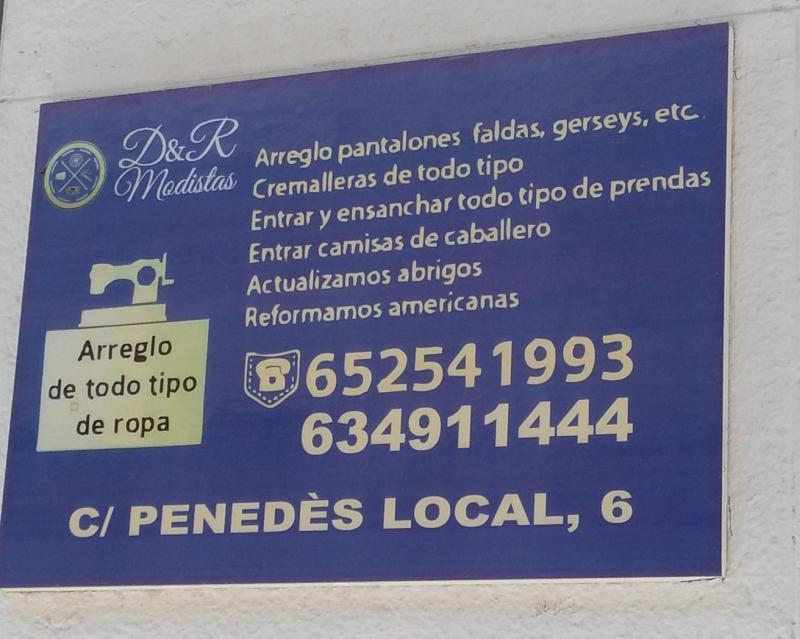 D&R
Modistas
Arreglo pantalones faldas, gerseys, etc.
Cremalleras de todo tipo
Entrar y ensanchar todo tipo de prendas
Entrar camisas de caballero
Actualizamos abrigos
Reformamos americanas
Arreglo
de todo tipo
de ropa
652541993
634911444
C/ PENEDÈS LOCAL, 6